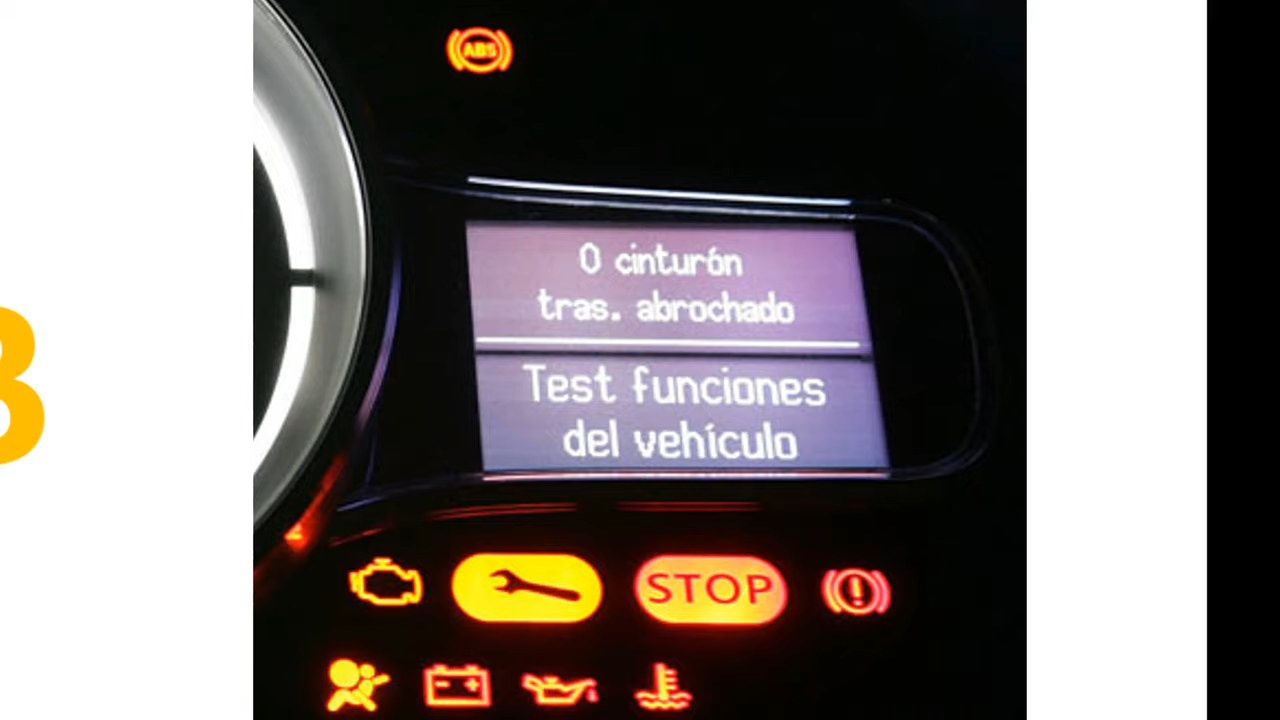 ABS
0 cinturón
tras. abrochado
Test funciones
del vehículo
STOP